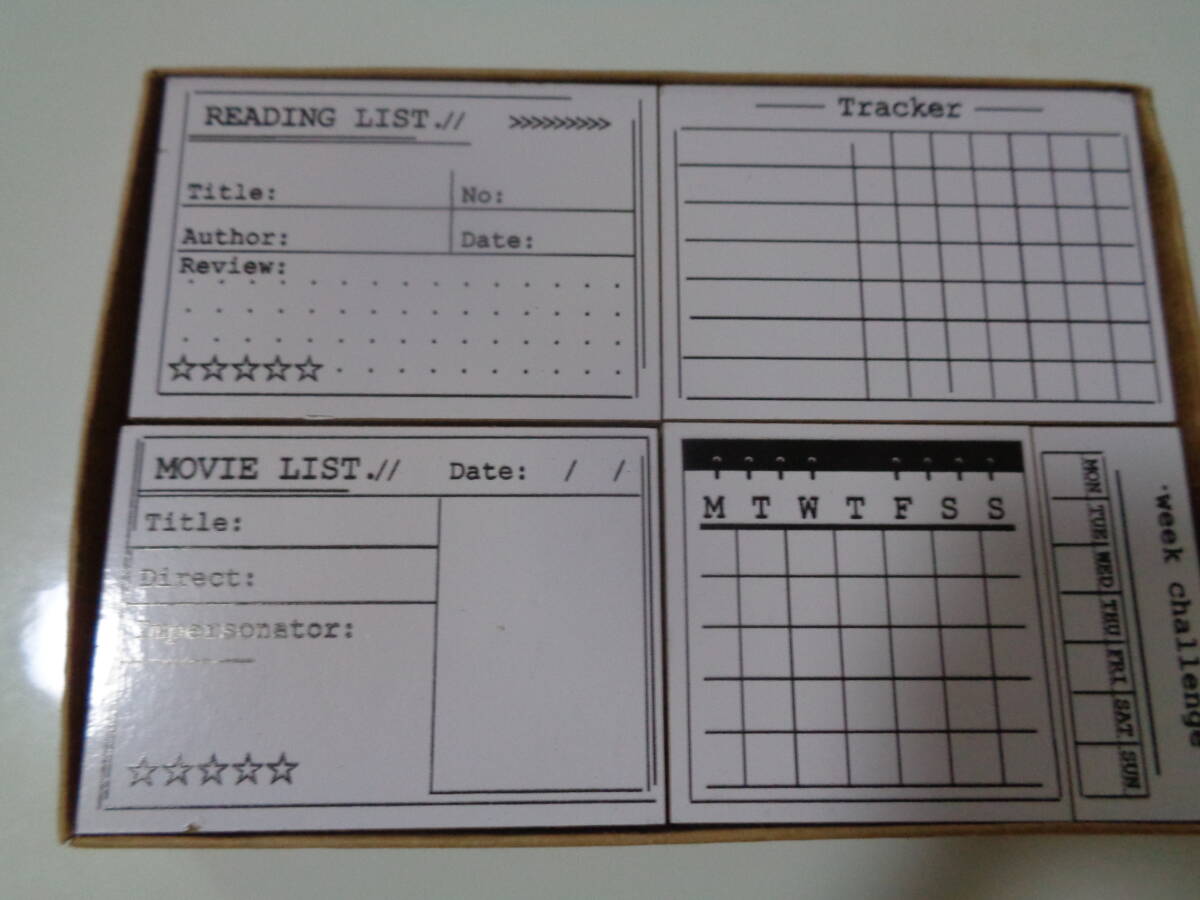 READING LIST.// >>>>>>>>>
Title: No:
Author: Date:
Review:
Tracker
MOVIE LIST.// Date: / /
Title:
Direct:
Impersonator:
M T W T F S S
MON TUE WED THU FRI SAT SUN
·week challenge